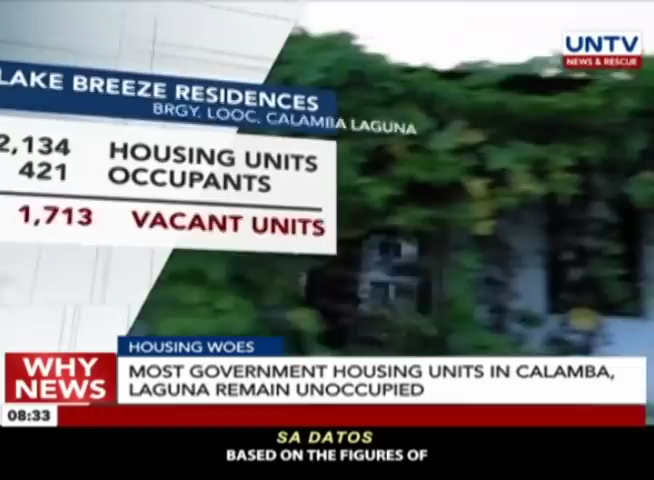 UNTV
NEWS & RESCUE
LAKE BREEZE RESIDENCES
BRGY, LOOC, CALAMBA LAGUNA
2,134 HOUSING UNITS
421 OCCUPANTS
1,713 VACANT UNITS
HOUSING WOES
WHY NEWS
MOST GOVERNMENT HOUSING UNITS IN CALAMBA,
LAGUNA REMAIN UNOCCUPIED
08:33
SA DATOS
BASED ON THE FIGURES OF